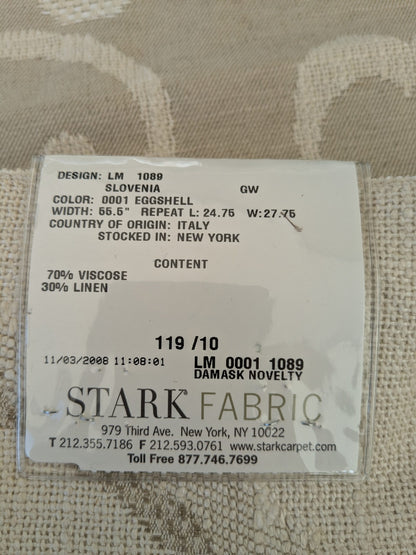 DESIGN: LM 1089
SLOVENIA GW
COLOR: 0001 EGGSHELL
WIDTH: 55.5" REPEAT L: 24.75 W:27.75
COUNTRY OF ORIGIN: ITALY
STOCKED IN: NEW YORK
CONTENT
70% VISCOSE
30% LINEN
119 /10
11/03/2008 11:08:01 LM 0001 1089
DAMASK NOVELTY
STARK FABRIC
979 Third Ave. New York, NY 10022
T 212.355.7186 F 212.593.0761 www.starkcarpet.com
Toll Free 877.746.7699